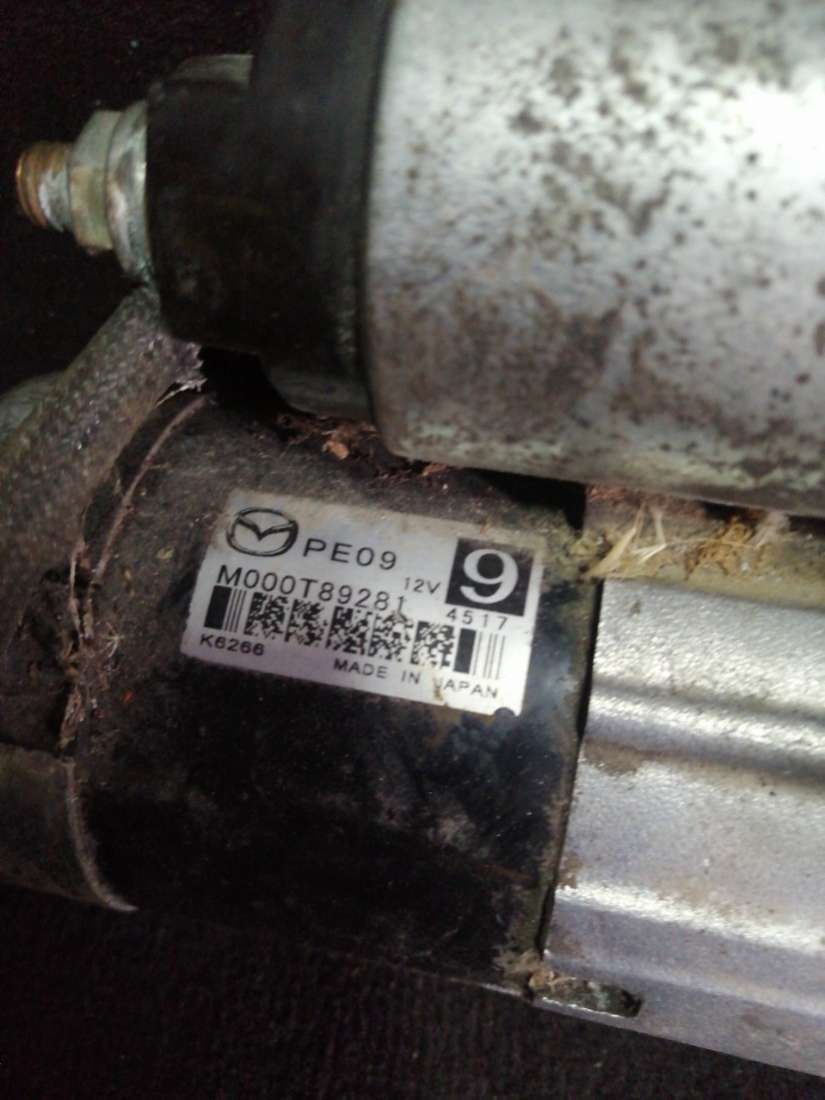 PE09 9
M000T89281 12V 4517
K6266 MADE IN JAPAN